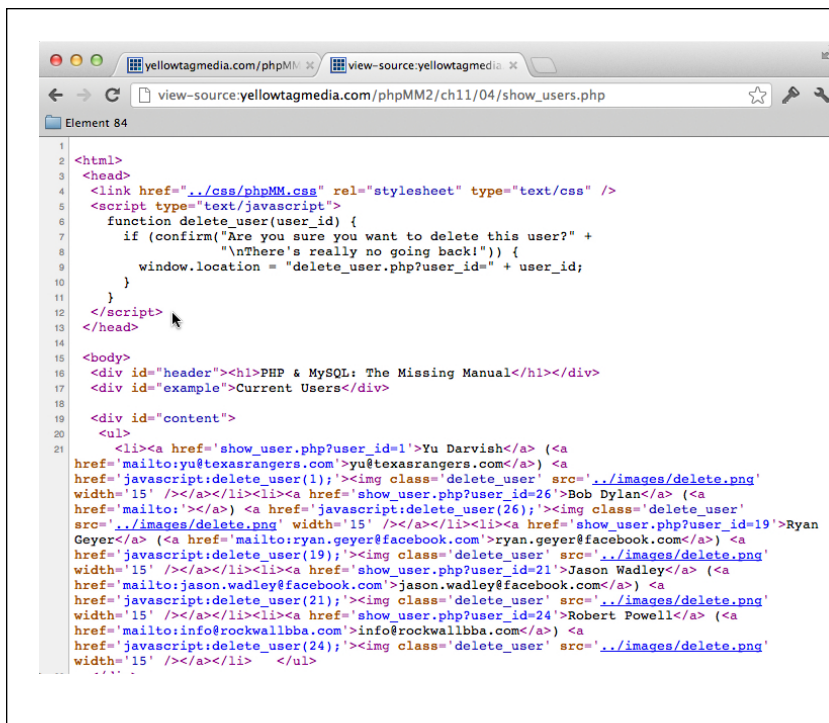 yellowtagmedia.com/phpMM
view-source:yellowtagmedia.
view-source:yellowtagmedia.com/phpMM2/ch11/04/show_users.php
Element 84
1
2 <html>
3 <head>
4 <link href="../css/phpMM.css" rel="stylesheet" type="text/css" />
5 <script type="text/javascript">
6 function delete_user(user_id) {
7 if (confirm("Are you sure you want to delete this user?" +
8 "\nThere's really no going back!")) {
9 window.location = "delete_user.php?user_id=" + user_id;
10 }
11 }
12 </script>
13 </head>
14
15 <body>
16 <div id="header"><h1>PHP & MySQL: The Missing Manual</h1></div>
17 <div id="example">Current Users</div>
18
19 <div id="content">
20 <ul>
21 <li><a href='show_user.php?user_id=1'>Yu Darvish</a> (<a
href='mailto:yu@texasrangers.com'>yu@texasrangers.com</a>) <a
href='javascript:delete_user(1);'><img class='delete_user' src='../images/delete.png'
width='15' /></a></li><li><a href='show_user.php?user_id=26'>Bob Dylan</a> (<a
href='mailto:'></a>) <a href='javascript:delete_user(26);'><img class='delete_user'
src='../images/delete.png' width='15' /></a></li><li><a href='show_user.php?user_id=19'>Ryan
Geyer</a> (<a href='mailto:ryan.geyer@facebook.com'>ryan.geyer@facebook.com</a>) <a
href='javascript:delete_user(19);'><img class='delete_user' src='../images/delete.png'
width='15' /></a></li><li><a href='show_user.php?user_id=21'>Jason Wadley</a> (<a
href='mailto:jason.wadley@facebook.com'>jason.wadley@facebook.com</a>) <a
href='javascript:delete_user(21);'><img class='delete_user' src='../images/delete.png'
width='15' /></a></li><li><a href='show_user.php?user_id=24'>Robert Powell</a> (<a
href='mailto:info@rockwallbba.com'>info@rockwallbba.com</a>) <a
href='javascript:delete_user(24);'><img class='delete_user' src='../images/delete.png'
width='15' /></a></li> </ul>